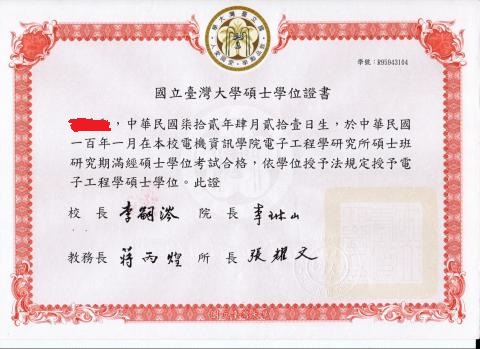 學號：R95943104
國立臺灣大學碩士學位證書
，中華民國柒拾貳年肆月貳拾壹日生，於中華民國
一百年一月在本校電機資訊學院電子工程學研究所碩士班
研究期滿經碩士學位考試合格，依學位授予法規定授予電
子工程學碩士學位。此證
校 長 李嗣涔 院 長 李琳山
教務長 蔣丙煌 所 長 張耀文